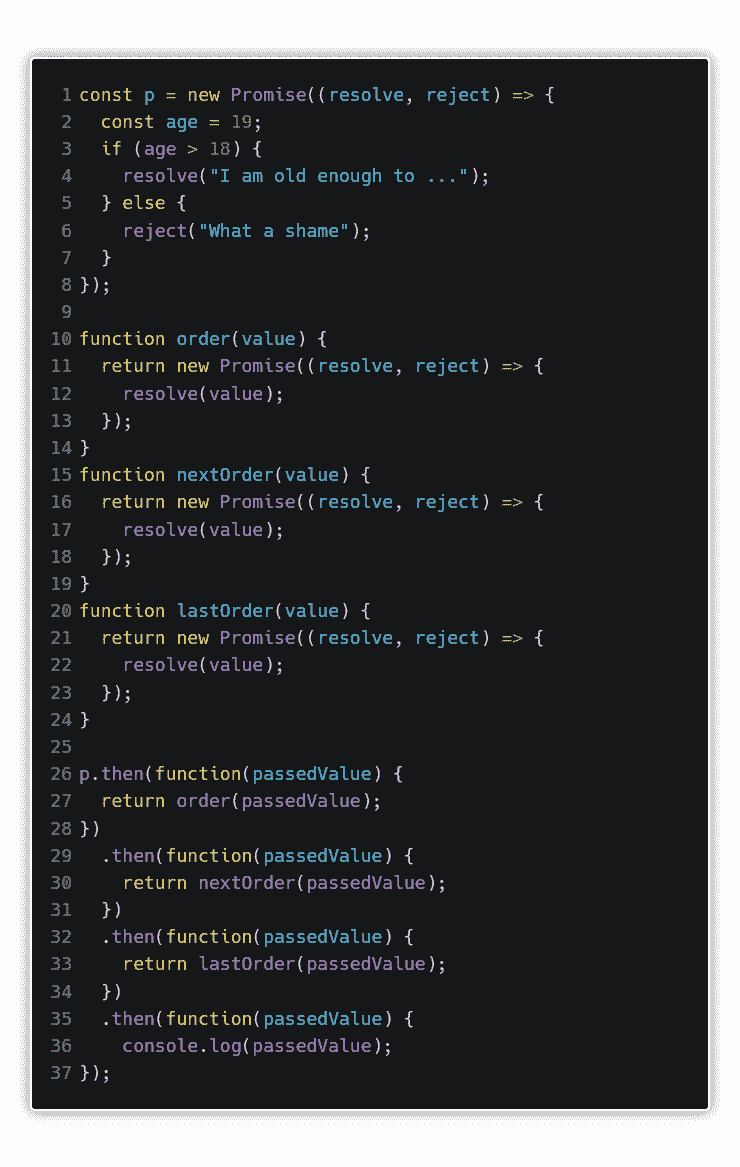 1 const p = new Promise((resolve, reject) => {
2   const age = 19;
3   if (age > 18) {
4     resolve("I am old enough to ...");
5   } else {
6     reject("What a shame");
7   }
8 });
9
10 function order(value) {
11   return new Promise((resolve, reject) => {
12     resolve(value);
13   });
14 }
15 function nextOrder(value) {
16   return new Promise((resolve, reject) => {
17     resolve(value);
18   });
19 }
20 function lastOrder(value) {
21   return new Promise((resolve, reject) => {
22     resolve(value);
23   });
24 }
25
26 p.then(function(passedValue) {
27   return order(passedValue);
28 })
29   .then(function(passedValue) {
30     return nextOrder(passedValue);
31   })
32   .then(function(passedValue) {
33     return lastOrder(passedValue);
34   })
35   .then(function(passedValue) {
36     console.log(passedValue);
37 });